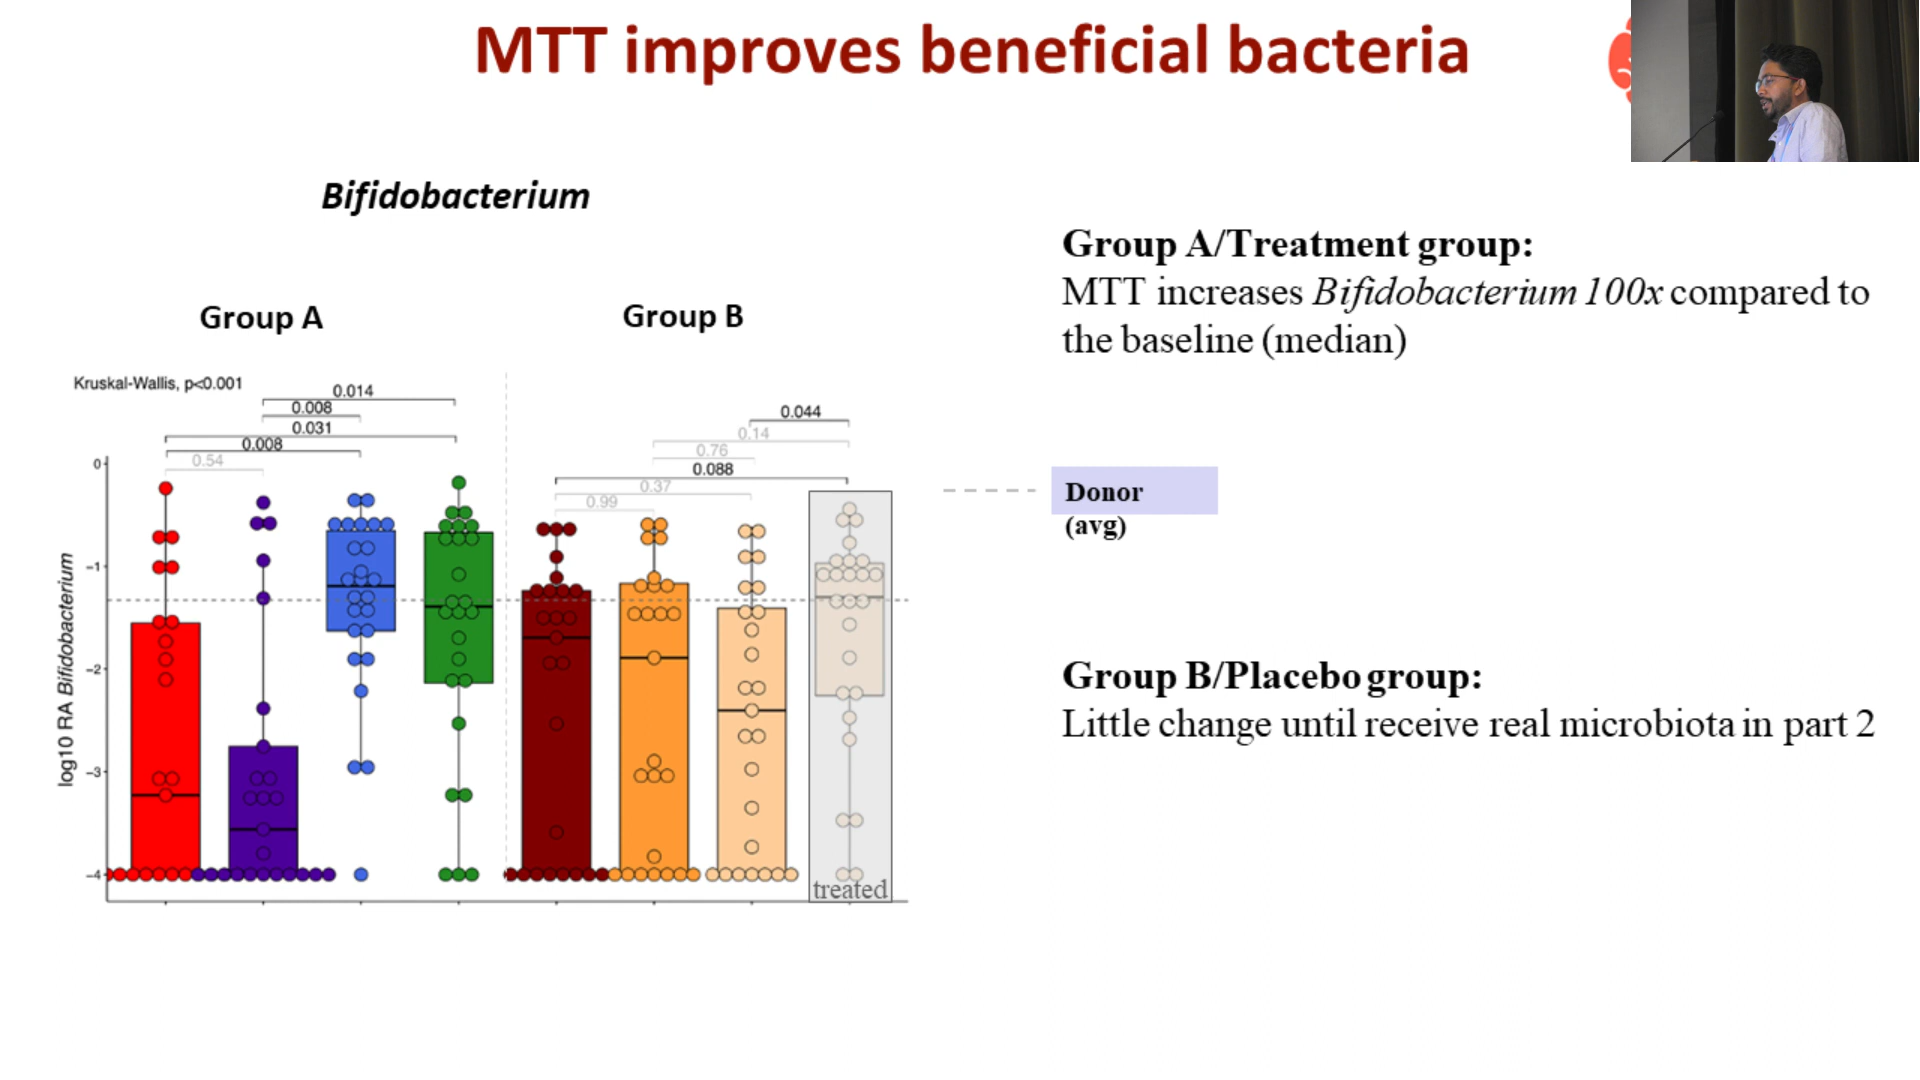 MTT improves beneficial bacteria
Bifidobacterium
Group A
Group B
Kruskal-Wallis, p<0.001
0.014
0.008
0.031
0.008
0.54
0.044
0.14
0.76
0.088
0.37
0.99
log10 RA Bifidobacterium
0
−1
−2
−3
−4
treated
Group A/Treatment group:
MTT increases Bifidobacterium 100x compared to
the baseline (median)
Donor
(avg)
Group B/Placebo group:
Little change until receive real microbiota in part 2